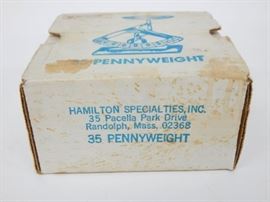 PENNYWEIGHT
HAMILTON SPECIALTIES, INC.
35 Pacella Park Drive
Randolph, Mass. 02368
35 PENNYWEIGHT